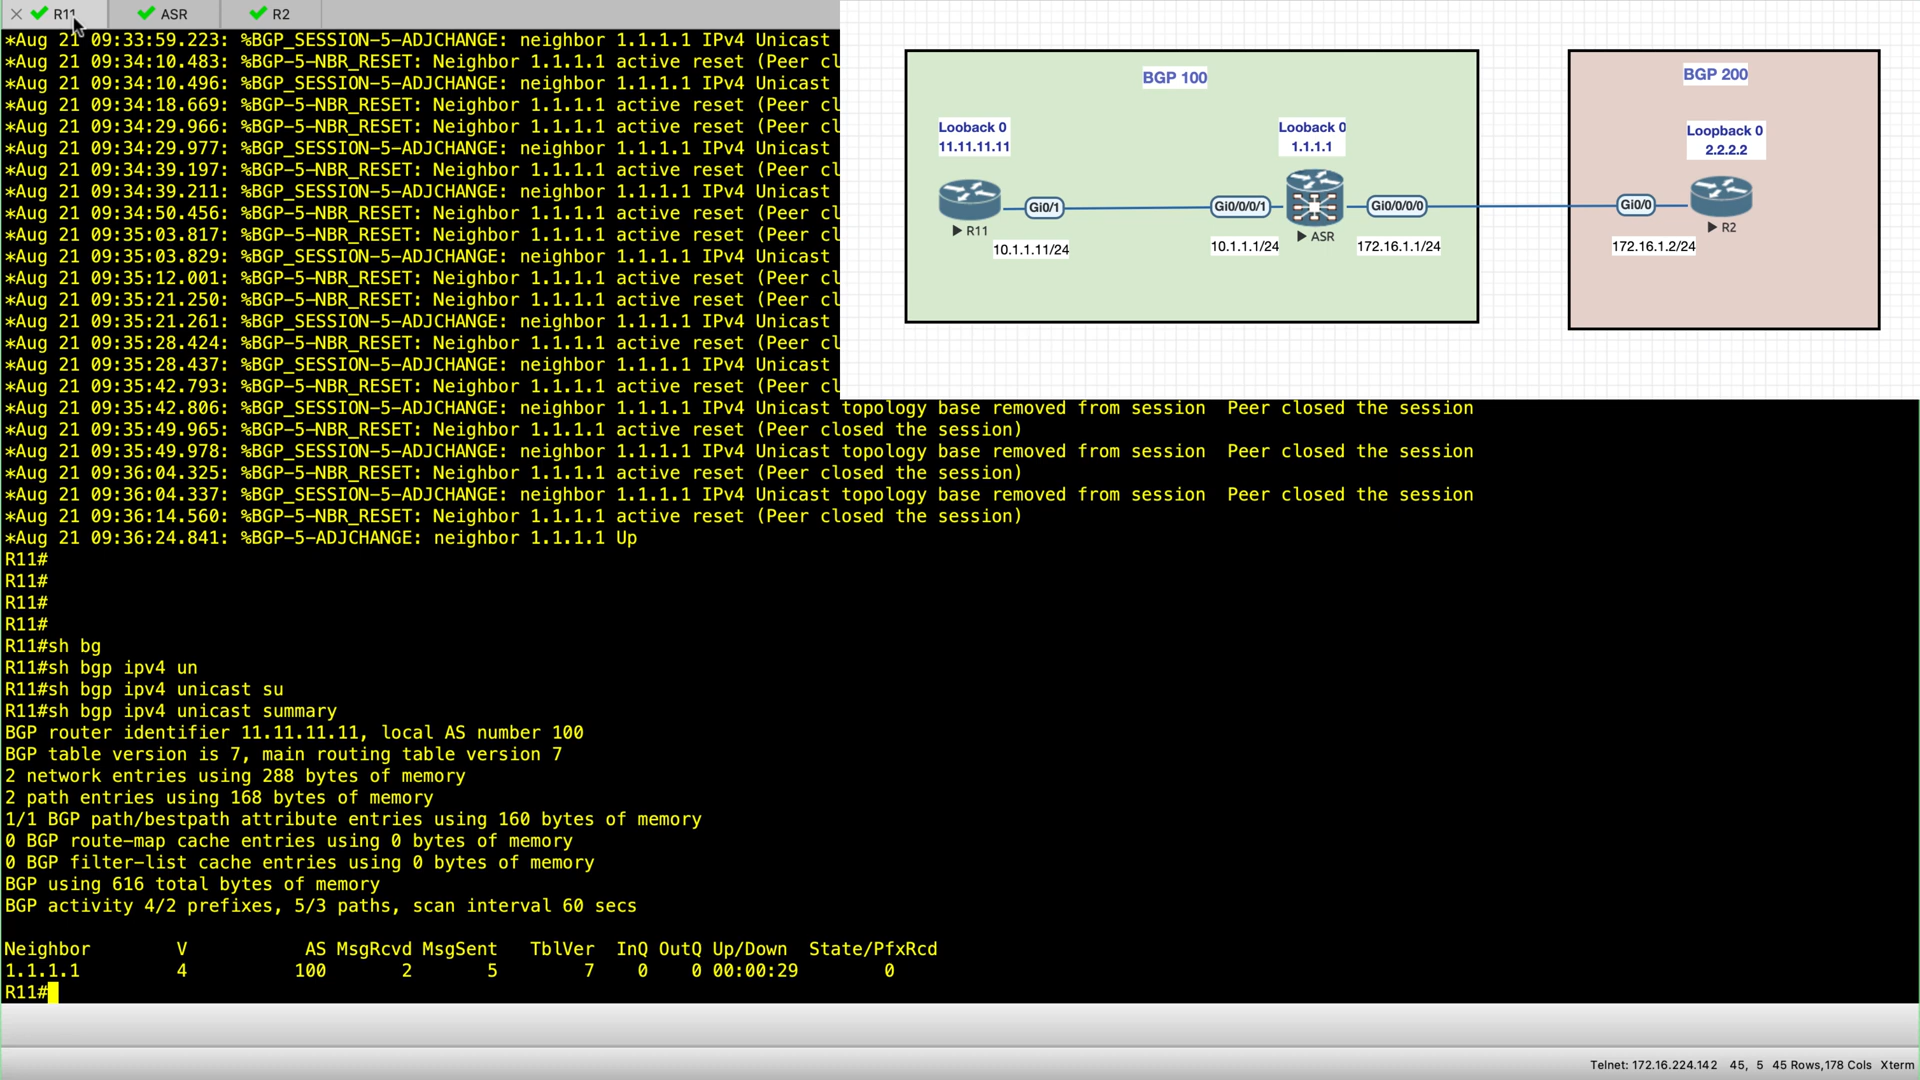 R11
ASR
R2
*Aug 21 09:33:59.223: %BGP_SESSION-5-ADJCHANGE: neighbor 1.1.1.1 IPv4 Unicast
*Aug 21 09:34:10.483: %BGP-5-NBR_RESET: Neighbor 1.1.1.1 active reset (Peer cl
*Aug 21 09:34:10.496: %BGP_SESSION-5-ADJCHANGE: neighbor 1.1.1.1 IPv4 Unicast
*Aug 21 09:34:18.669: %BGP-5-NBR_RESET: Neighbor 1.1.1.1 active reset (Peer cl
*Aug 21 09:34:29.966: %BGP-5-NBR_RESET: Neighbor 1.1.1.1 active reset (Peer cl
*Aug 21 09:34:29.977: %BGP_SESSION-5-ADJCHANGE: neighbor 1.1.1.1 IPv4 Unicast
*Aug 21 09:34:39.197: %BGP-5-NBR_RESET: Neighbor 1.1.1.1 active reset (Peer cl
*Aug 21 09:34:39.211: %BGP_SESSION-5-ADJCHANGE: neighbor 1.1.1.1 IPv4 Unicast
*Aug 21 09:34:50.456: %BGP-5-NBR_RESET: Neighbor 1.1.1.1 active reset (Peer cl
*Aug 21 09:35:03.817: %BGP-5-NBR_RESET: Neighbor 1.1.1.1 active reset (Peer cl
*Aug 21 09:35:03.829: %BGP_SESSION-5-ADJCHANGE: neighbor 1.1.1.1 IPv4 Unicast
*Aug 21 09:35:12.001: %BGP-5-NBR_RESET: Neighbor 1.1.1.1 active reset (Peer cl
*Aug 21 09:35:21.250: %BGP-5-NBR_RESET: Neighbor 1.1.1.1 active reset (Peer cl
*Aug 21 09:35:21.261: %BGP_SESSION-5-ADJCHANGE: neighbor 1.1.1.1 IPv4 Unicast
*Aug 21 09:35:28.424: %BGP-5-NBR_RESET: Neighbor 1.1.1.1 active reset (Peer cl
*Aug 21 09:35:28.437: %BGP_SESSION-5-ADJCHANGE: neighbor 1.1.1.1 IPv4 Unicast
*Aug 21 09:35:42.793: %BGP-5-NBR_RESET: Neighbor 1.1.1.1 active reset (Peer cl
*Aug 21 09:35:42.806: %BGP_SESSION-5-ADJCHANGE: neighbor 1.1.1.1 IPv4 Unicast topology base removed from session  Peer closed the session
*Aug 21 09:35:49.965: %BGP-5-NBR_RESET: Neighbor 1.1.1.1 active reset (Peer closed the session)
*Aug 21 09:35:49.978: %BGP_SESSION-5-ADJCHANGE: neighbor 1.1.1.1 IPv4 Unicast topology base removed from session  Peer closed the session
*Aug 21 09:36:04.325: %BGP-5-NBR_RESET: Neighbor 1.1.1.1 active reset (Peer closed the session)
*Aug 21 09:36:04.337: %BGP_SESSION-5-ADJCHANGE: neighbor 1.1.1.1 IPv4 Unicast topology base removed from session  Peer closed the session
*Aug 21 09:36:14.560: %BGP-5-NBR_RESET: Neighbor 1.1.1.1 active reset (Peer closed the session)
*Aug 21 09:36:24.841: %BGP-5-ADJCHANGE: neighbor 1.1.1.1 Up
R11#
R11#
R11#
R11#
R11#sh bg
R11#sh bgp ipv4 un
R11#sh bgp ipv4 unicast su
R11#sh bgp ipv4 unicast summary
BGP router identifier 11.11.11.11, local AS number 100
BGP table version is 7, main routing table version 7
2 network entries using 288 bytes of memory
2 path entries using 168 bytes of memory
1/1 BGP path/bestpath attribute entries using 160 bytes of memory
0 BGP route-map cache entries using 0 bytes of memory
0 BGP filter-list cache entries using 0 bytes of memory
BGP using 616 total bytes of memory
BGP activity 4/2 prefixes, 5/3 paths, scan interval 60 secs
Neighbor V AS MsgRcvd MsgSent TblVer InQ OutQ Up/Down State/PfxRcd
1.1.1.1 4 100 2 5 7 0 0 00:00:29 0
R11#
BGP 100
Looback 0
11.11.11.11
Looback 0
1.1.1.1
Gi0/1
Gi0/0/0/1
Gi0/0/0/0
R11
ASR
10.1.1.11/24
10.1.1.1/24
172.16.1.1/24
BGP 200
Loopback 0
2.2.2.2
Gi0/0
R2
172.16.1.2/24
Telnet: 172.16.224.142 45, 5 45 Rows,178 Cols Xterm